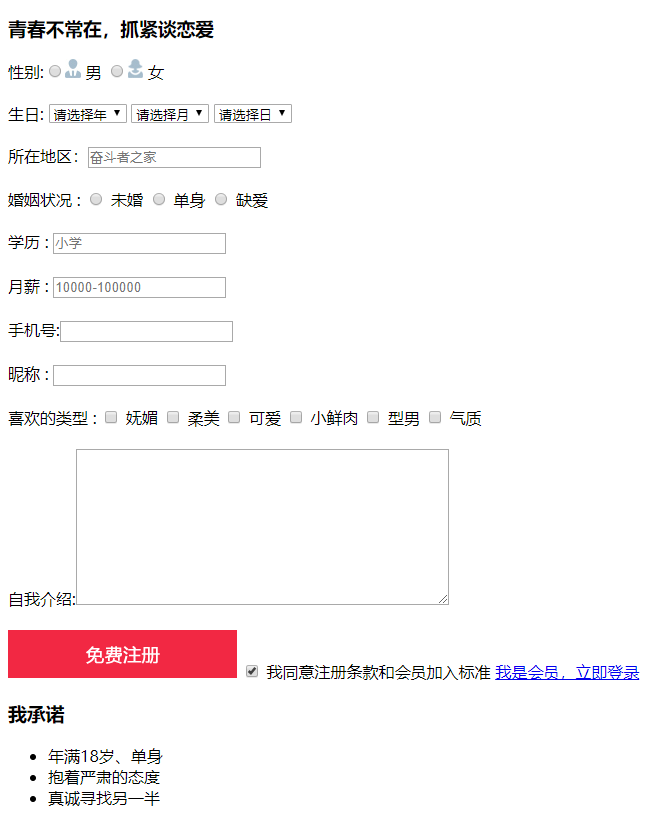 青春不常在，抓紧谈恋爱
性别: 男 女
生日: 请选择年 请选择月 请选择日
所在地区： 奋斗者之家
婚姻状况 : 未婚 单身 缺爱
学历 : 小学
月薪 : 10000-100000
手机号:
昵称 :
喜欢的类型 : 妩媚 柔美 可爱 小鲜肉 型男 气质
自我介绍:
免费注册 我同意注册条款和会员加入标准 我是会员，立即登录
我承诺
年满18岁、单身
抱着严肃的态度
真诚寻找另一半